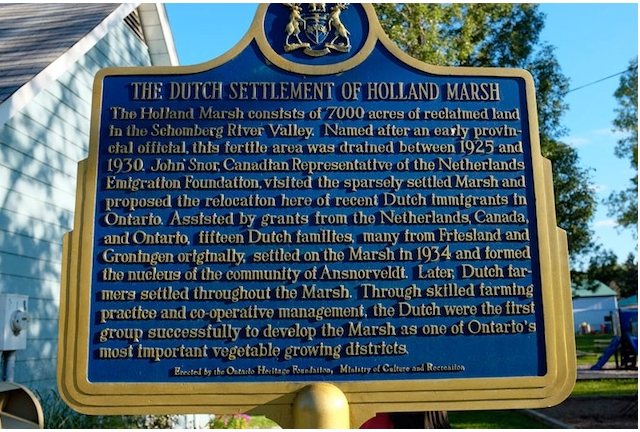 THE DUTCH SETTLEMENT OF HOLLAND MARSH
The Holland Marsh consists of 7000 acres of reclaimed land
in the Schomberg River Valley. Named after an early provin-
cial official, this fertile area was drained between 1925 and
1930. John Snor, Canadian Representative of the Netherlands
Emigration Foundation, visited the sparsely settled Marsh and
proposed the relocation here of recent Dutch immigrants in
Ontario. Assisted by grants from the Netherlands, Canada,
and Ontario, fifteen Dutch families, many from Friesland and
Groningen originally, settled on the Marsh in 1934 and formed
the nucleus of the community of Ansnorveldt. Later, Dutch far-
mers settled throughout the Marsh. Through skilled farming
practice and co-operative management, the Dutch were the first
group successfully to develop the Marsh as one of Ontario's
most important vegetable growing districts.
Erected by the Ontario Heritage Foundation, Ministry of Culture and Recreation